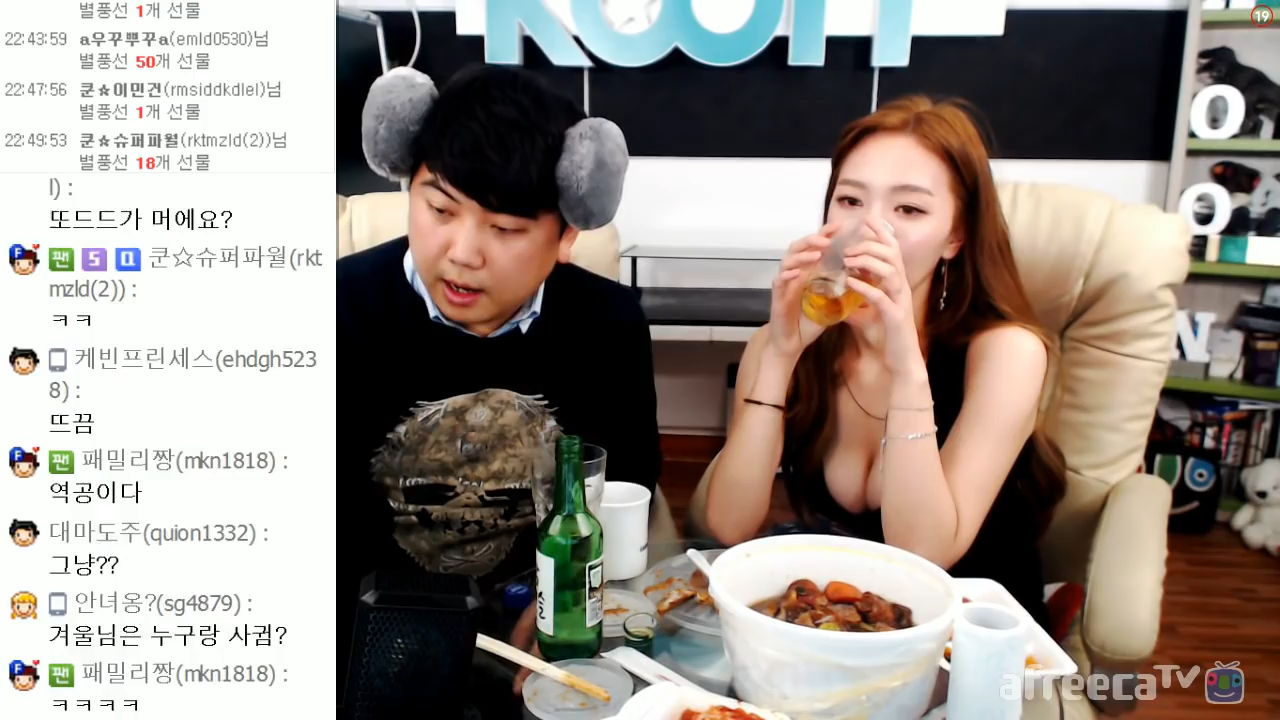 별풍선 1개 선물
22:43:59 a우꾸뿌꾸a(emld0530)님
별풍선 50개 선물
22:47:56 쿤☆이민건(rmsiddkdlel)님
별풍선 1개 선물
22:49:53 쿤☆슈퍼파월(rktmzld(2))님
별풍선 18개 선물
l) :
또드드가 머에요?
F 팬 S Q 쿤☆슈퍼파월(rkt
mzld(2)) :
ㅋㅋ
케빈프린세스(ehdgh523
8) :
뜨끔
F 팬 패밀리짱(mkn1818) :
역공이다
대마도주(quion1332) :
그냥??
안녀옹?(sg4879) :
겨울님은 누구랑 사귐?
F 팬 패밀리짱(mkn1818) :
ㅋㅋㅋㅋ
19
O
O
N
afreecaTV